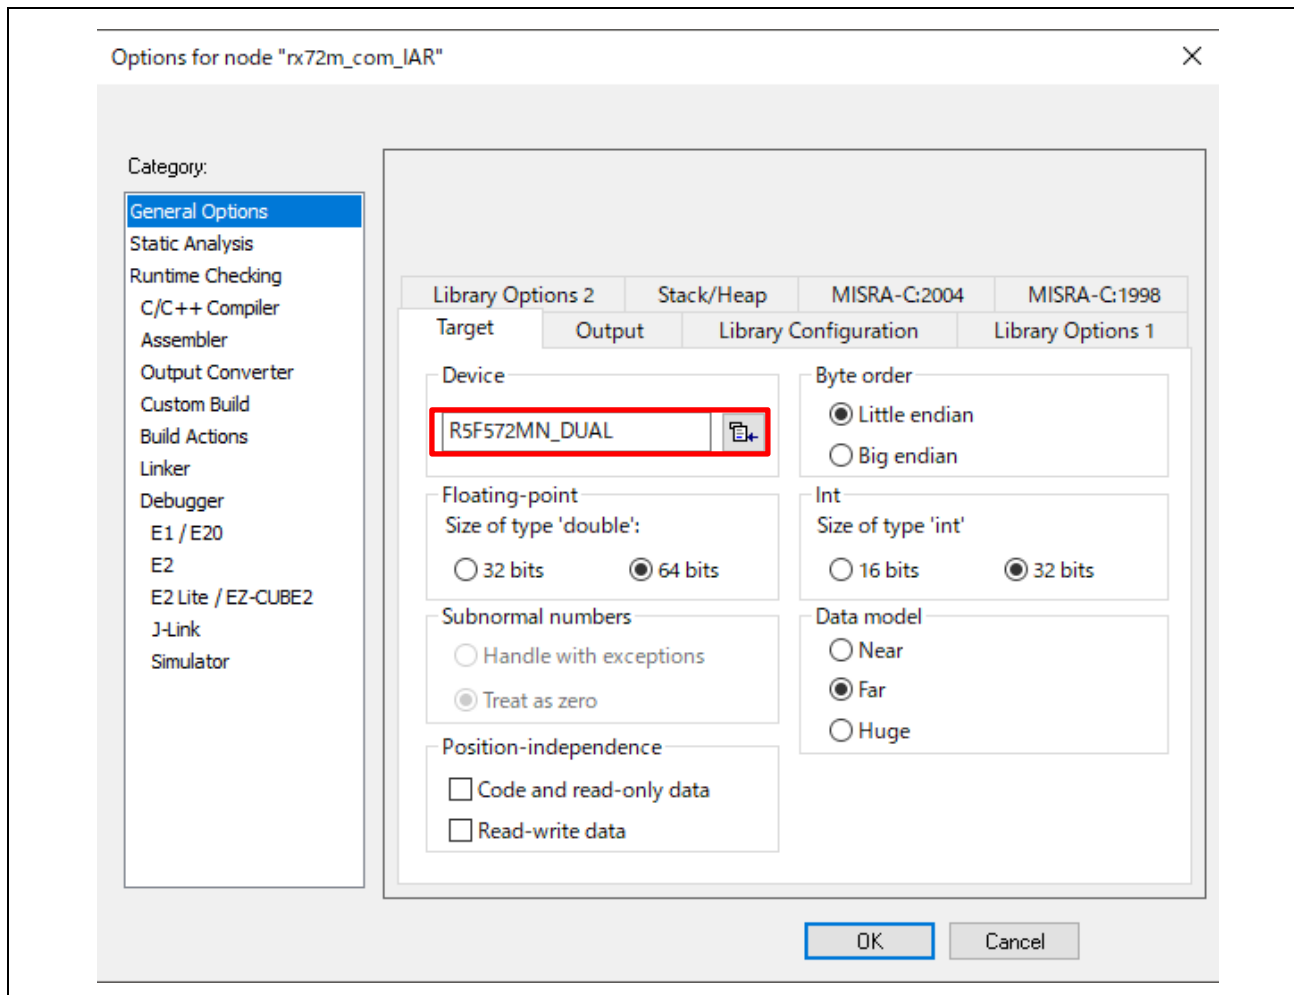 Options for node "rx72m_com_IAR"
Category:
General Options
Static Analysis
Runtime Checking
C/C++ Compiler
Assembler
Output Converter
Custom Build
Build Actions
Linker
Debugger
E1 / E20
E2
E2 Lite / EZ-CUBE2
J-Link
Simulator
Library Options 2 Stack/Heap MISRA-C:2004 MISRA-C:1998
Target Output Library Configuration Library Options 1
Device
R5F572MN_DUAL
Byte order
Little endian
Big endian
Floating-point
Size of type 'double':
32 bits 64 bits
Int
Size of type 'int'
16 bits 32 bits
Subnormal numbers
Handle with exceptions
Treat as zero
Data model
Near
Far
Huge
Position-independence
Code and read-only data
Read-write data
OK Cancel